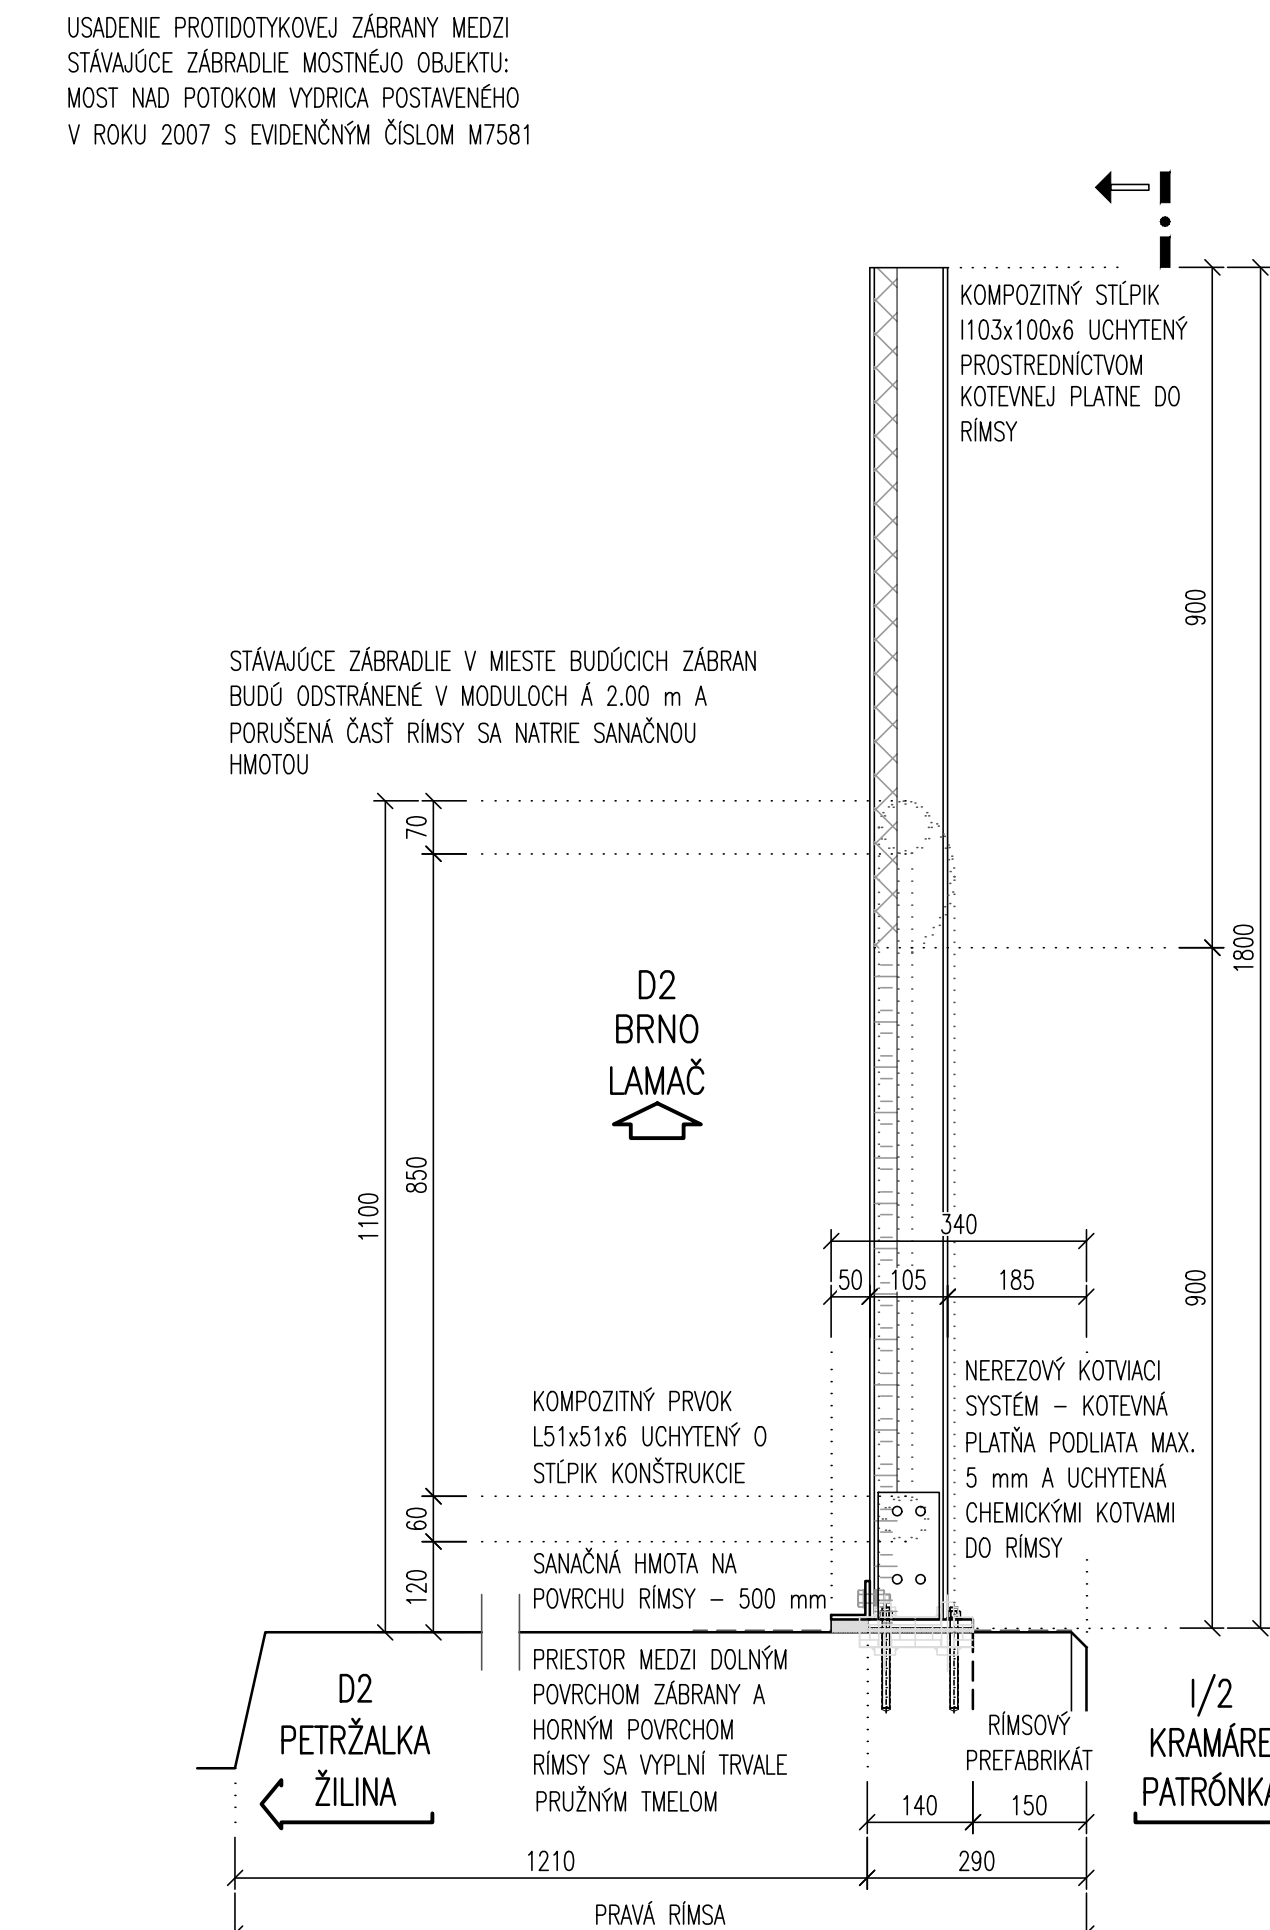 USADENIE PROTIDOTYKOVEJ ZÁBRANY MEDZI
STÁVAJÚCE ZÁBRADLIE MOSTNÉJO OBJEKTU:
MOST NAD POTOKOM VYDRICA POSTAVENÉHO
V ROKU 2007 S EVIDENČNÝM ČÍSLOM M7581
KOMPOZITNÝ STĹPIK
I103x100x6 UCHYTENÝ
PROSTREDNÍCTVOM
KOTEVNEJ PLATNE DO
RÍMSY
900
STÁVAJÚCE ZÁBRADLIE V MIESTE BUDÚCICH ZÁBRAN
BUDÚ ODSTRÁNENÉ V MODULOCH Á 2.00 m A
PORUŠENÁ ČASŤ RÍMSY SA NATRIE SANAČNOU
HMOTOU
70
1800
D2
BRNO
LAMAČ
850
1100
340
50
105
185
900
KOMPOZITNÝ PRVOK
L51x51x6 UCHYTENÝ O
STĹPIK KONŠTRUKCIE
NEREZOVÝ KOTVIACI
SYSTÉM – KOTEVNÁ
PLATŇA PODLIATA MAX.
5 mm A UCHYTENÁ
CHEMICKÝMI KOTVAMI
DO RÍMSY
60
120
SANAČNÁ HMOTA NA
POVRCHU RÍMSY – 500 mm
PRIESTOR MEDZI DOLNÝM
POVRCHOM ZÁBRANY A
HORNÝM POVRCHOM
RÍMSY SA VYPLNÍ TRVALE
PRUŽNÝM TMELOM
D2
PETRŽALKA
ŽILINA
RÍMSOVÝ
PREFABRIKÁT
I/2
KRAMÁRE
PATRÓNKA
140
150
1210
290
PRAVÁ RÍMSA